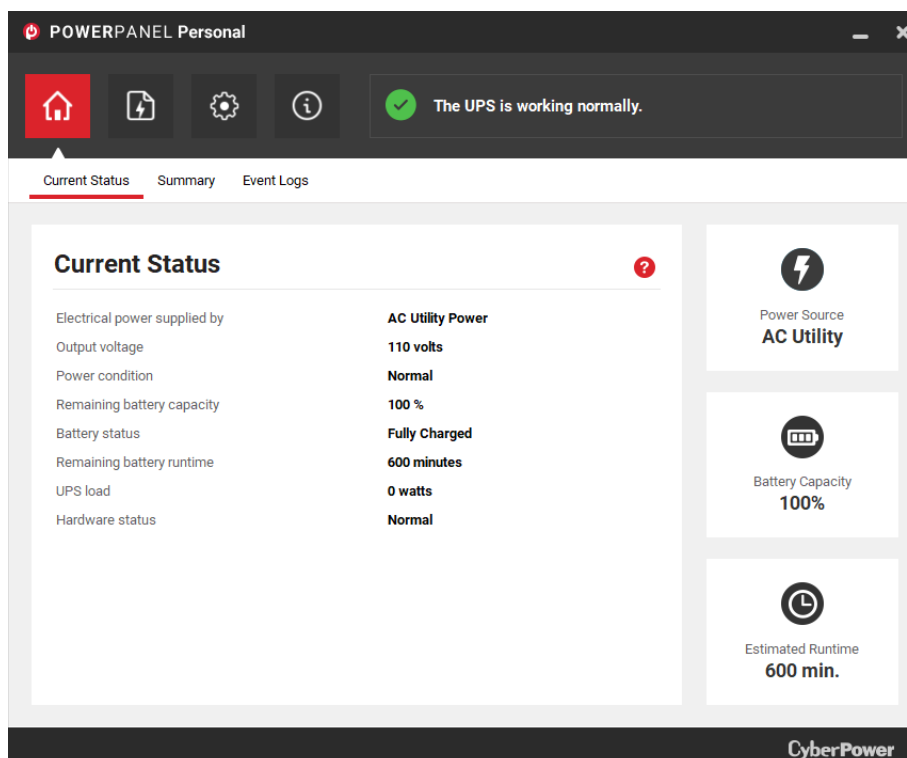 POWERPANEL Personal
The UPS is working normally.
Current Status Summary Event Logs
Current Status
?
Electrical power supplied by AC Utility Power
Output voltage 110 volts
Power condition Normal
Remaining battery capacity 100 %
Battery status Fully Charged
Remaining battery runtime 600 minutes
UPS load 0 watts
Hardware status Normal
Power Source
AC Utility
Battery Capacity
100%
Estimated Runtime
600 min.
CyberPower